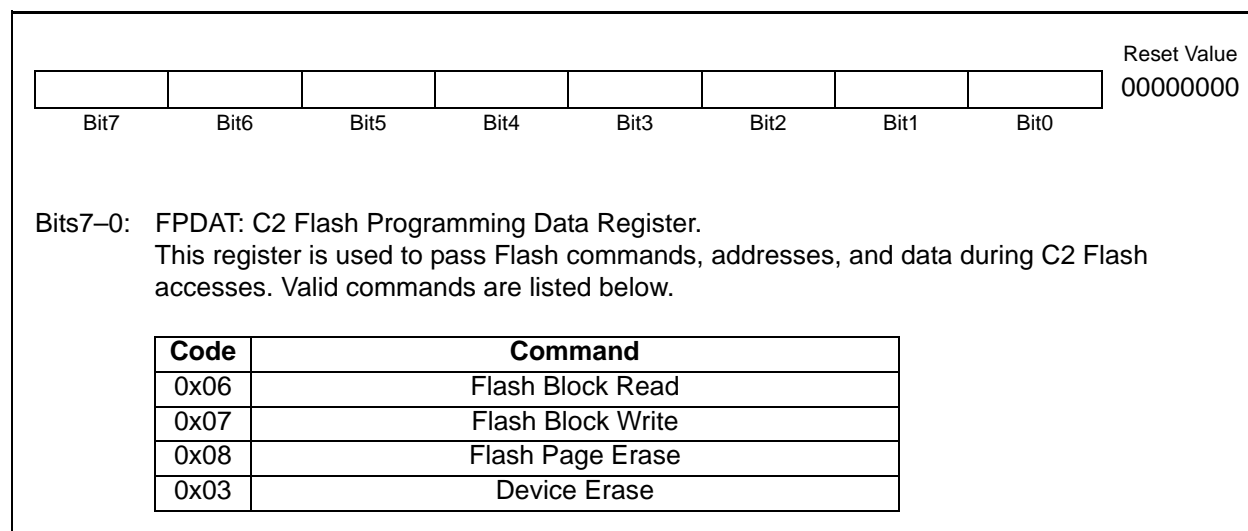 Reset Value
00000000
Bit7 Bit6 Bit5 Bit4 Bit3 Bit2 Bit1 Bit0
Bits7–0: FPDAT: C2 Flash Programming Data Register.
This register is used to pass Flash commands, addresses, and data during C2 Flash
accesses. Valid commands are listed below.
Code Command
0x06 Flash Block Read
0x07 Flash Block Write
0x08 Flash Page Erase
0x03 Device Erase